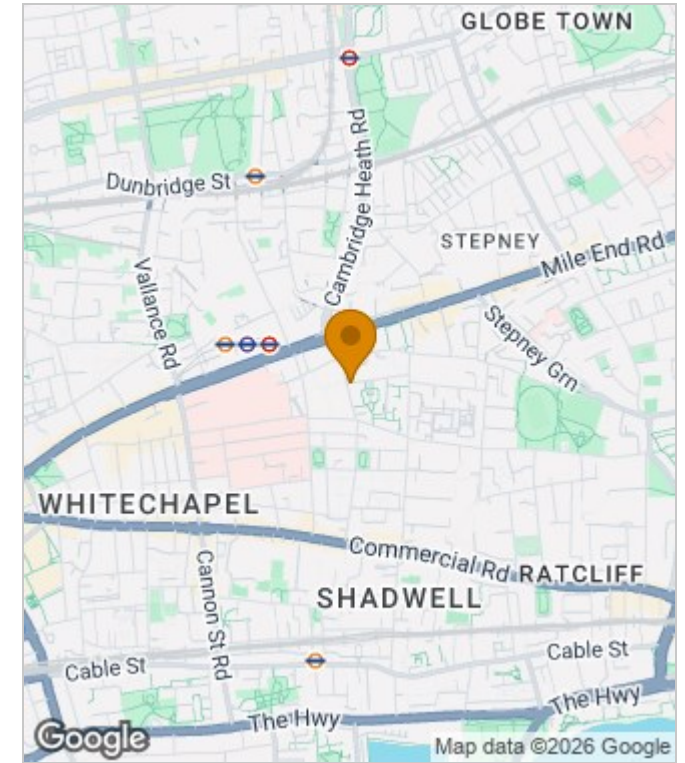 GLOBE TOWN
Dunbridge St
Cambridge Heath Rd
STEPNEY
Mile End Rd
Vallance Rd
Stepney Grn
WHITECHAPEL
Commercial Rd
RATCLIFF
Cannon St Rd
SHADWELL
Cable St
Cable St
The Hwy
The Hwy
Google
Map data ©2026 Google